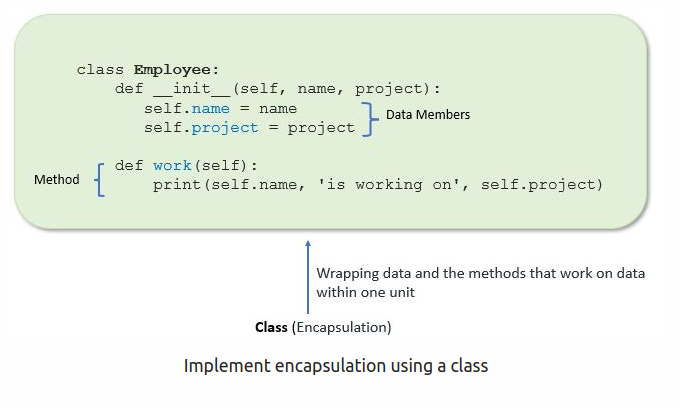 class Employee:
def __init__(self, name, project):
self.name = name
self.project = project
Data Members
Method
def work(self):
print(self.name, 'is working on', self.project)
Wrapping data and the methods that work on data
within one unit
Class (Encapsulation)
Implement encapsulation using a class